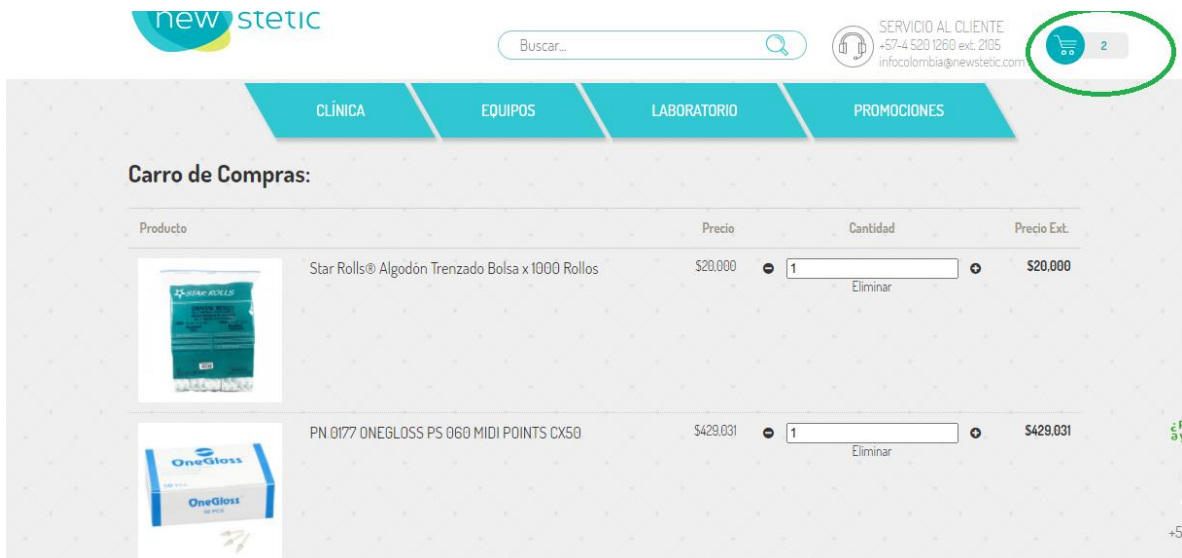 new stetic
Buscar...
SERVICIO AL CLIENTE
+57-4 520 1260 ext. 2105
infocolombia@newstetic.com
2
CLÍNICA
EQUIPOS
LABORATORIO
PROMOCIONES
Carro de Compras:
Producto Precio Cantidad Precio Ext.
Star Rolls® Algodón Trenzado Bolsa x 1000 Rollos $20,000 1 $20,000
Eliminar
STAR ROLLS
PN 0177 ONEGLOSS PS 060 MIDI POINTS CX50 $429,031 1 $429,031
Eliminar
OneGloss
OneGloss
+5